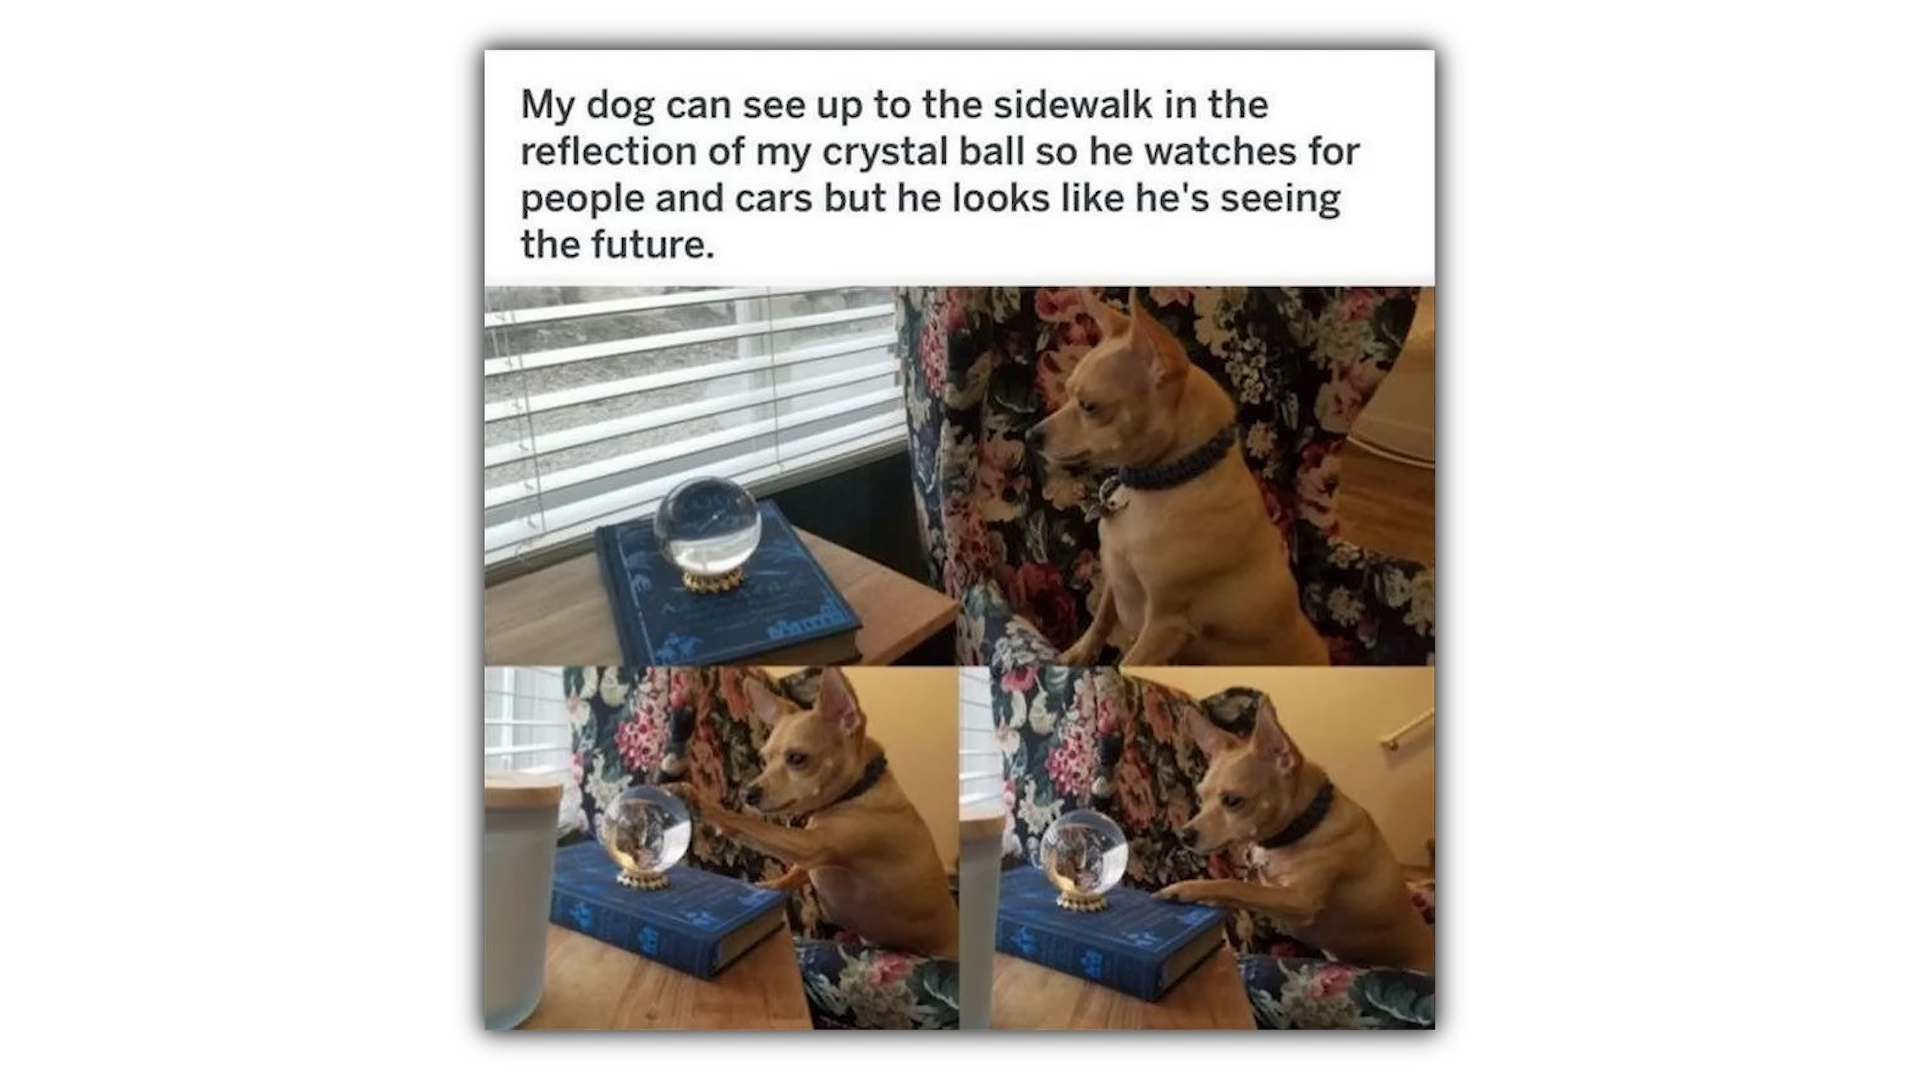 My dog can see up to the sidewalk in the
reflection of my crystal ball so he watches for
people and cars but he looks like he's seeing
the future.